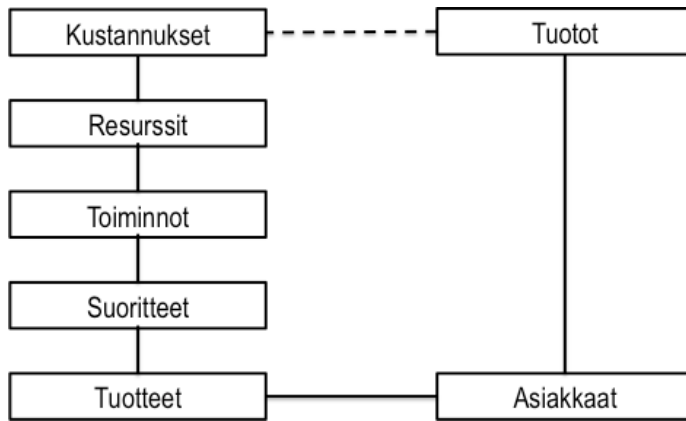 Kustannukset
Tuotot
Resurssit
Toiminnot
Suoritteet
Tuotteet
Asiakkaat